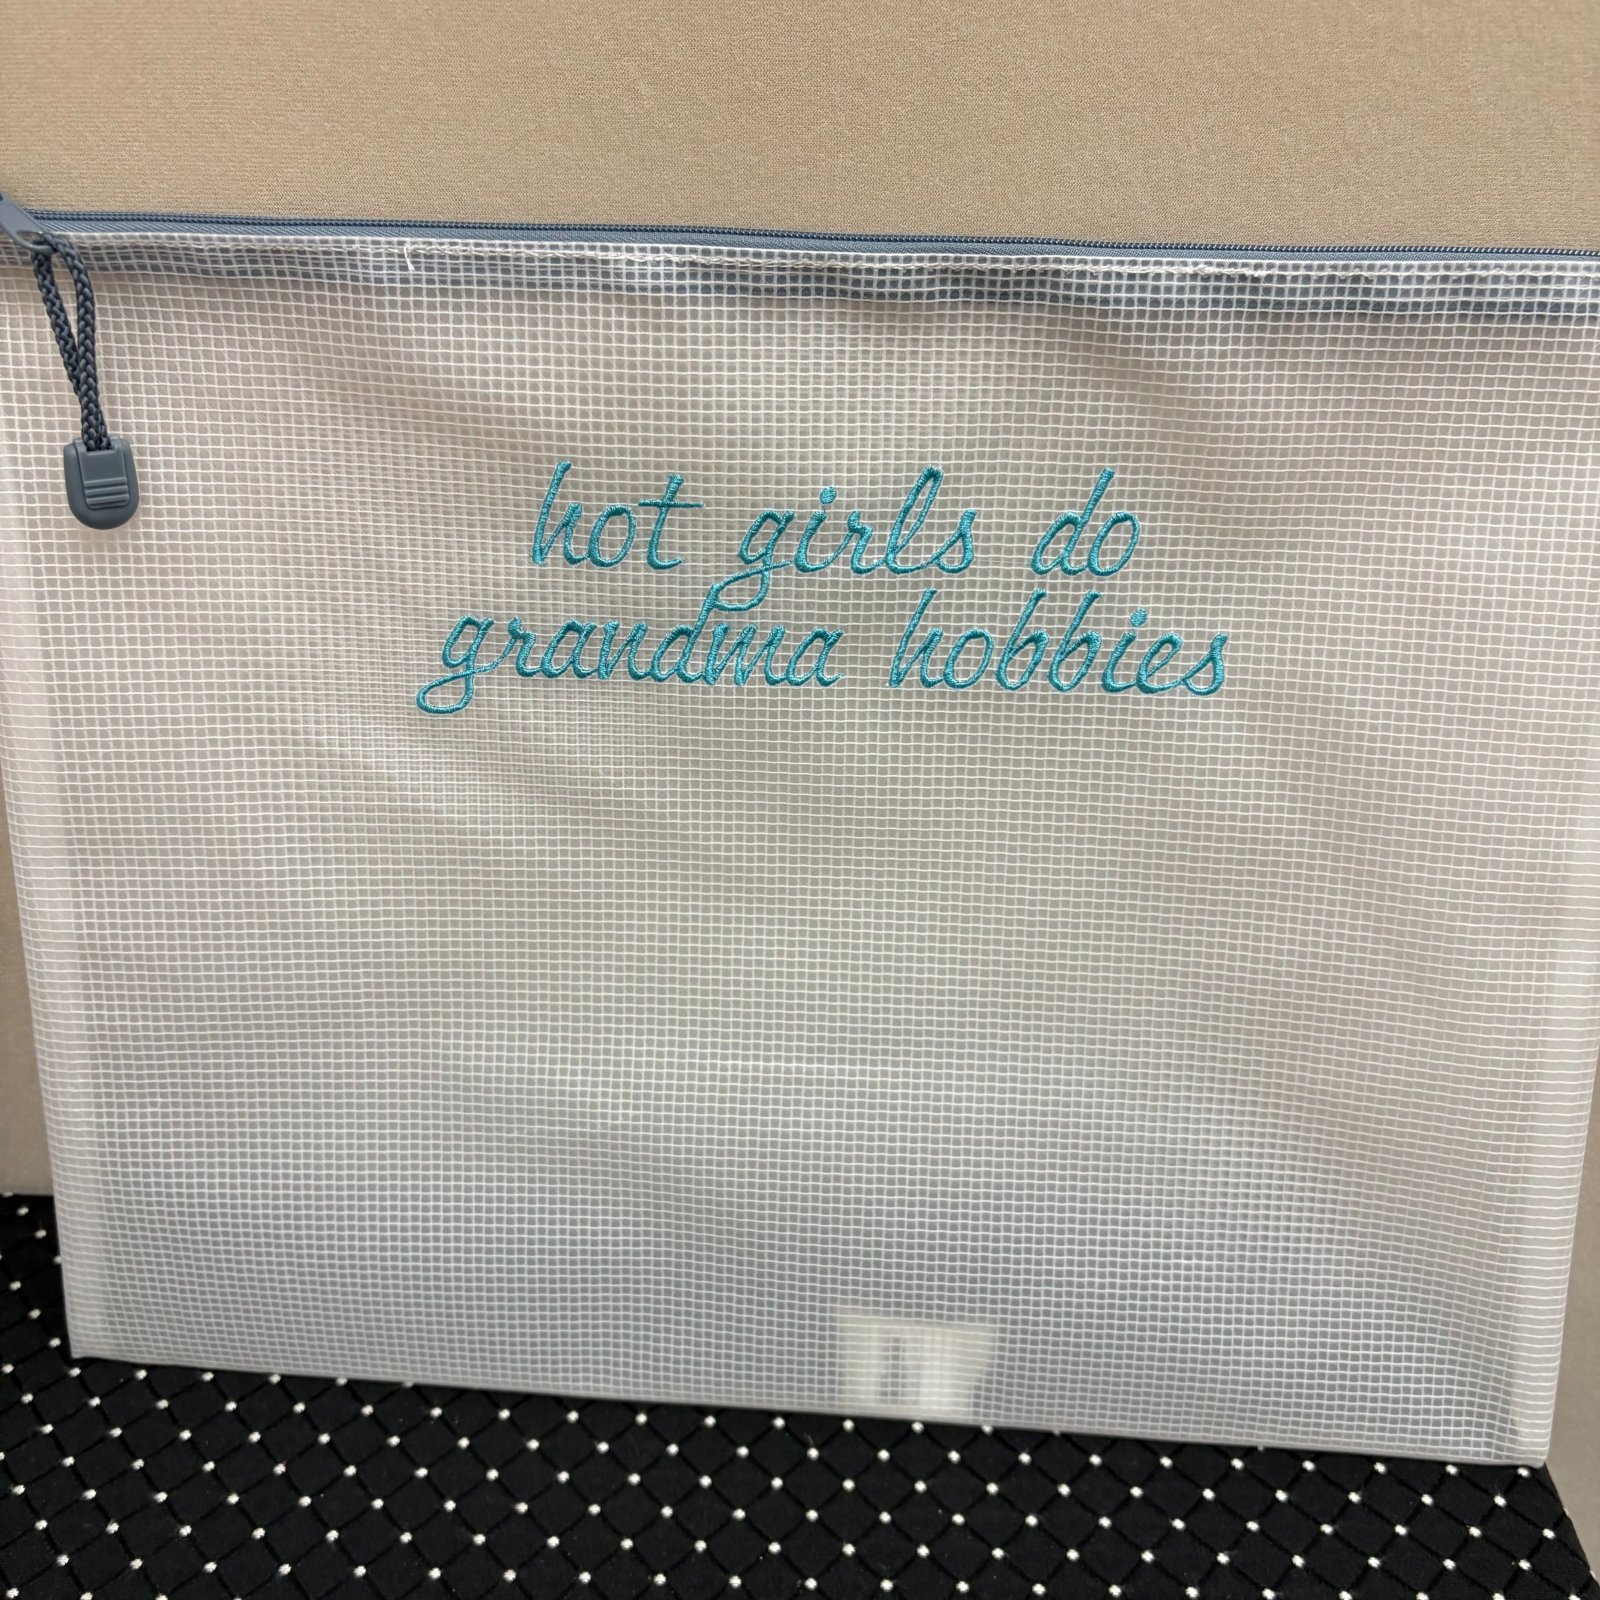 hot girls do
grandma hobbies